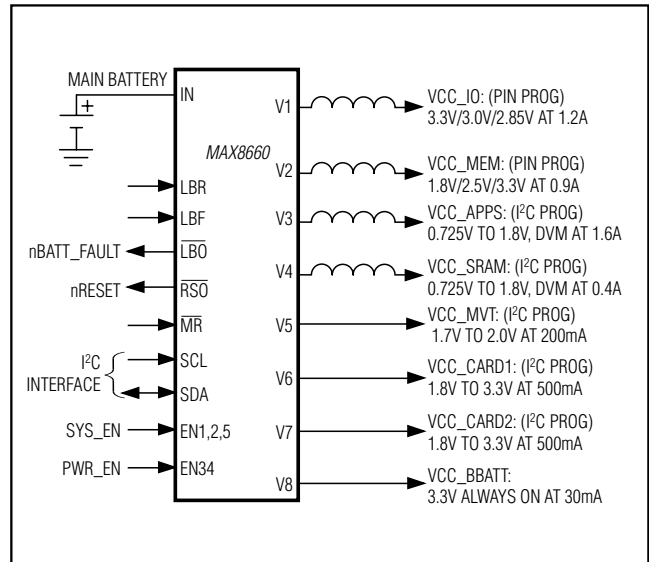 MAIN BATTERY
+
IN
MAX8660
LBR
LBF
nBATT_FAULT
L̅B̅O̅
nRESET
R̅S̅O̅
M̅R̅
I²C
INTERFACE
SCL
SDA
SYS_EN
EN1,2,5
PWR_EN
EN34
V1
VCC_IO: (PIN PROG)
3.3V/3.0V/2.85V AT 1.2A
V2
VCC_MEM: (PIN PROG)
1.8V/2.5V/3.3V AT 0.9A
V3
VCC_APPS: (I²C PROG)
0.725V TO 1.8V, DVM AT 1.6A
V4
VCC_SRAM: (I²C PROG)
0.725V TO 1.8V, DVM AT 0.4A
V5
VCC_MVT: (I²C PROG)
1.7V TO 2.0V AT 200mA
V6
VCC_CARD1: (I²C PROG)
1.8V TO 3.3V AT 500mA
V7
VCC_CARD2: (I²C PROG)
1.8V TO 3.3V AT 500mA
V8
VCC_BBATT:
3.3V ALWAYS ON AT 30mA